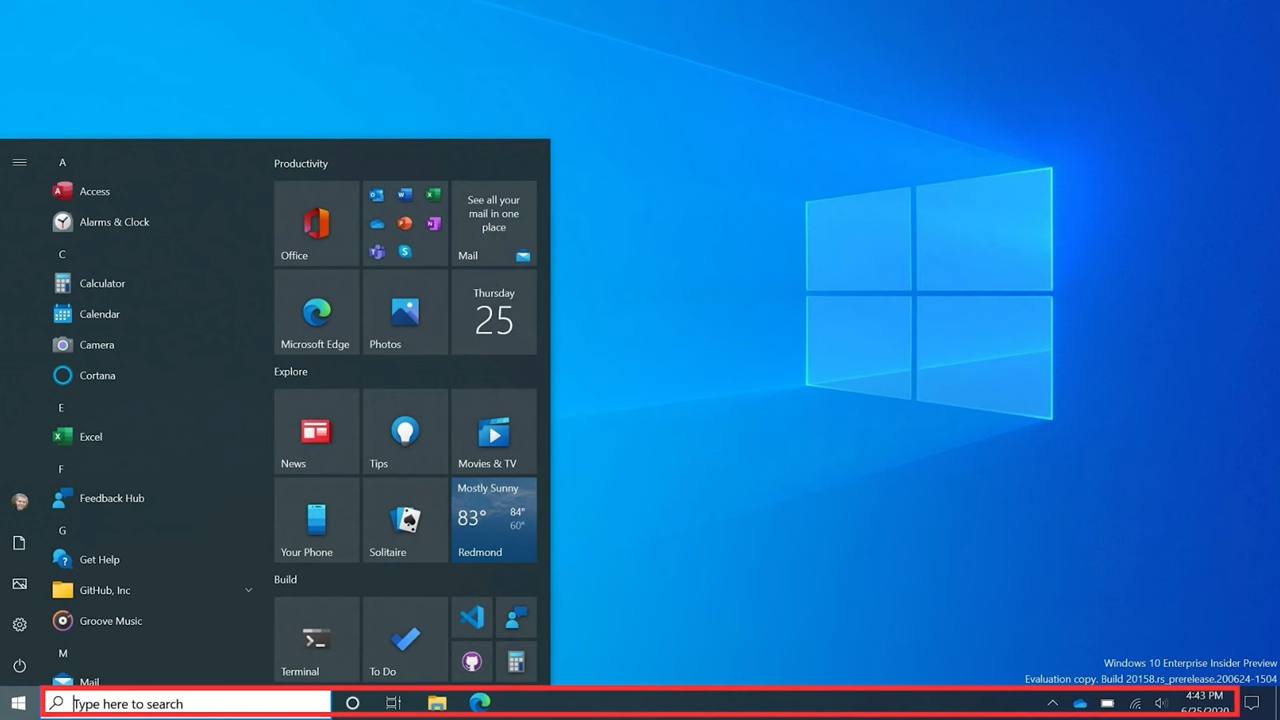 A
Access
Alarms & Clock
C
Calculator
Calendar
Camera
Cortana
E
Excel
F
Feedback Hub
G
Get Help
GitHub, Inc
Groove Music
M
Mail
Productivity
Office
See all your
mail in one
place
Mail
Microsoft Edge
Photos
Thursday
25
Explore
News
Tips
Movies & TV
Your Phone
Solitaire
Mostly Sunny
83°
84°
60°
Redmond
Build
Terminal
To Do
Windows 10 Enterprise Insider Preview
Evaluation copy. Build 20158.rs_prerelease.200624-1504
Type here to search
4:43 PM
6/25/2020